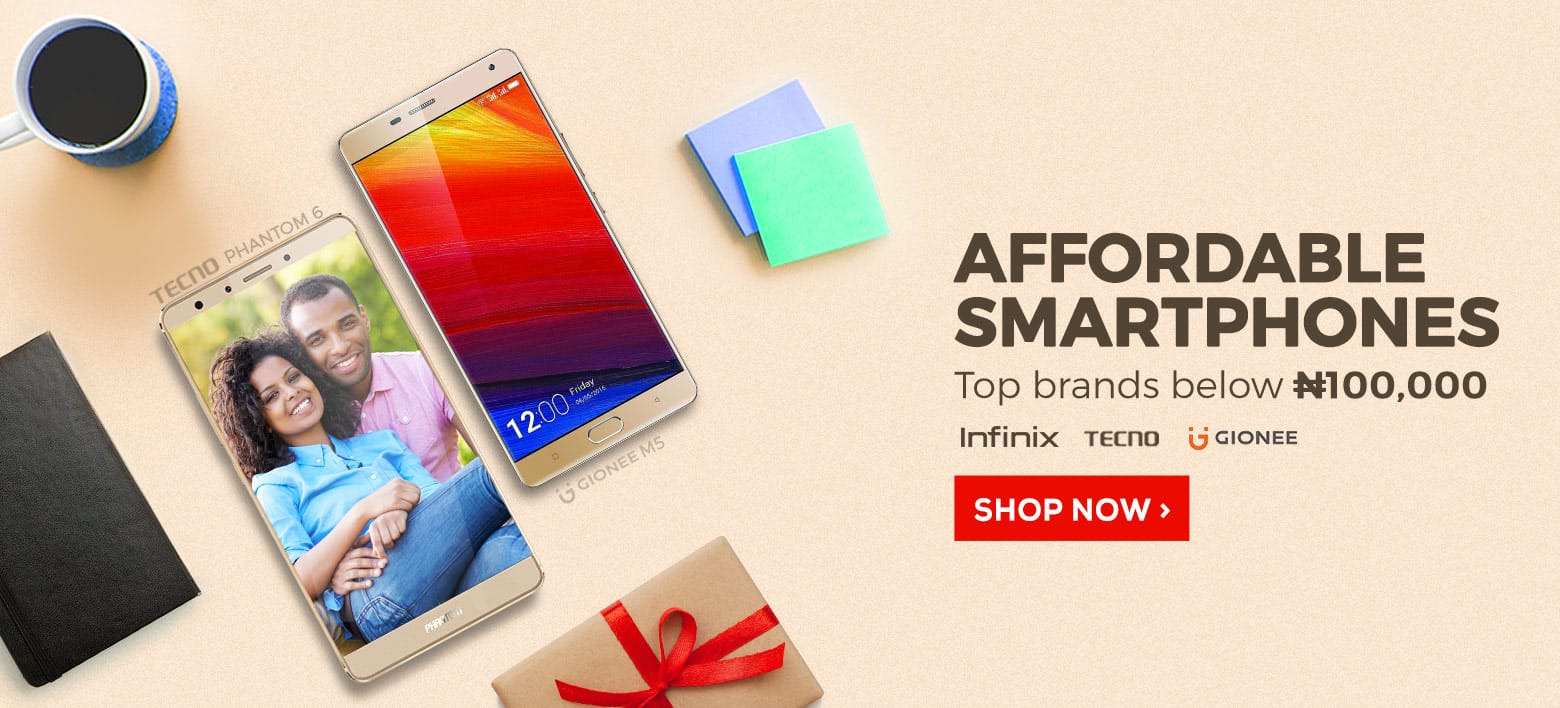 TECNO PHANTOM 6
12:00
Friday
GIONEE M5
AFFORDABLE
SMARTPHONES
Top brands below ₦100,000
Infinix TECNO GIONEE
SHOP NOW ›